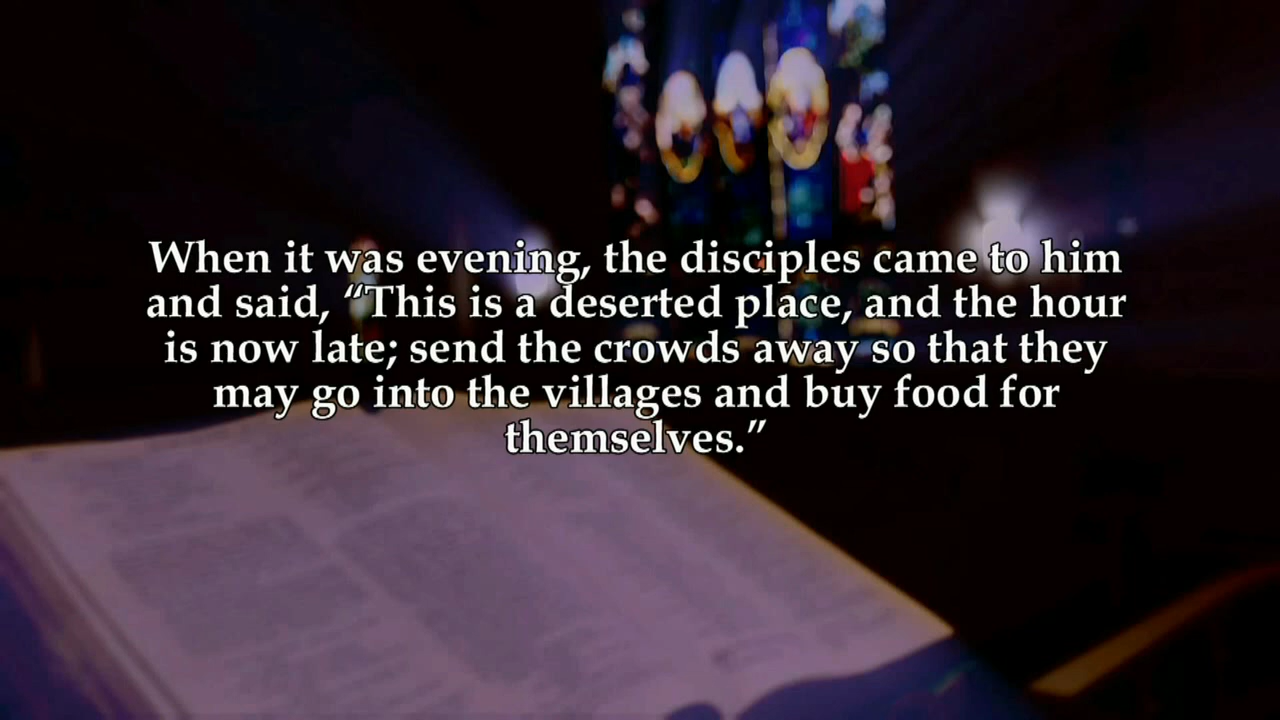 When it was evening, the disciples came to him
and said, “This is a deserted place, and the hour
is now late; send the crowds away so that they
may go into the villages and buy food for
themselves.”